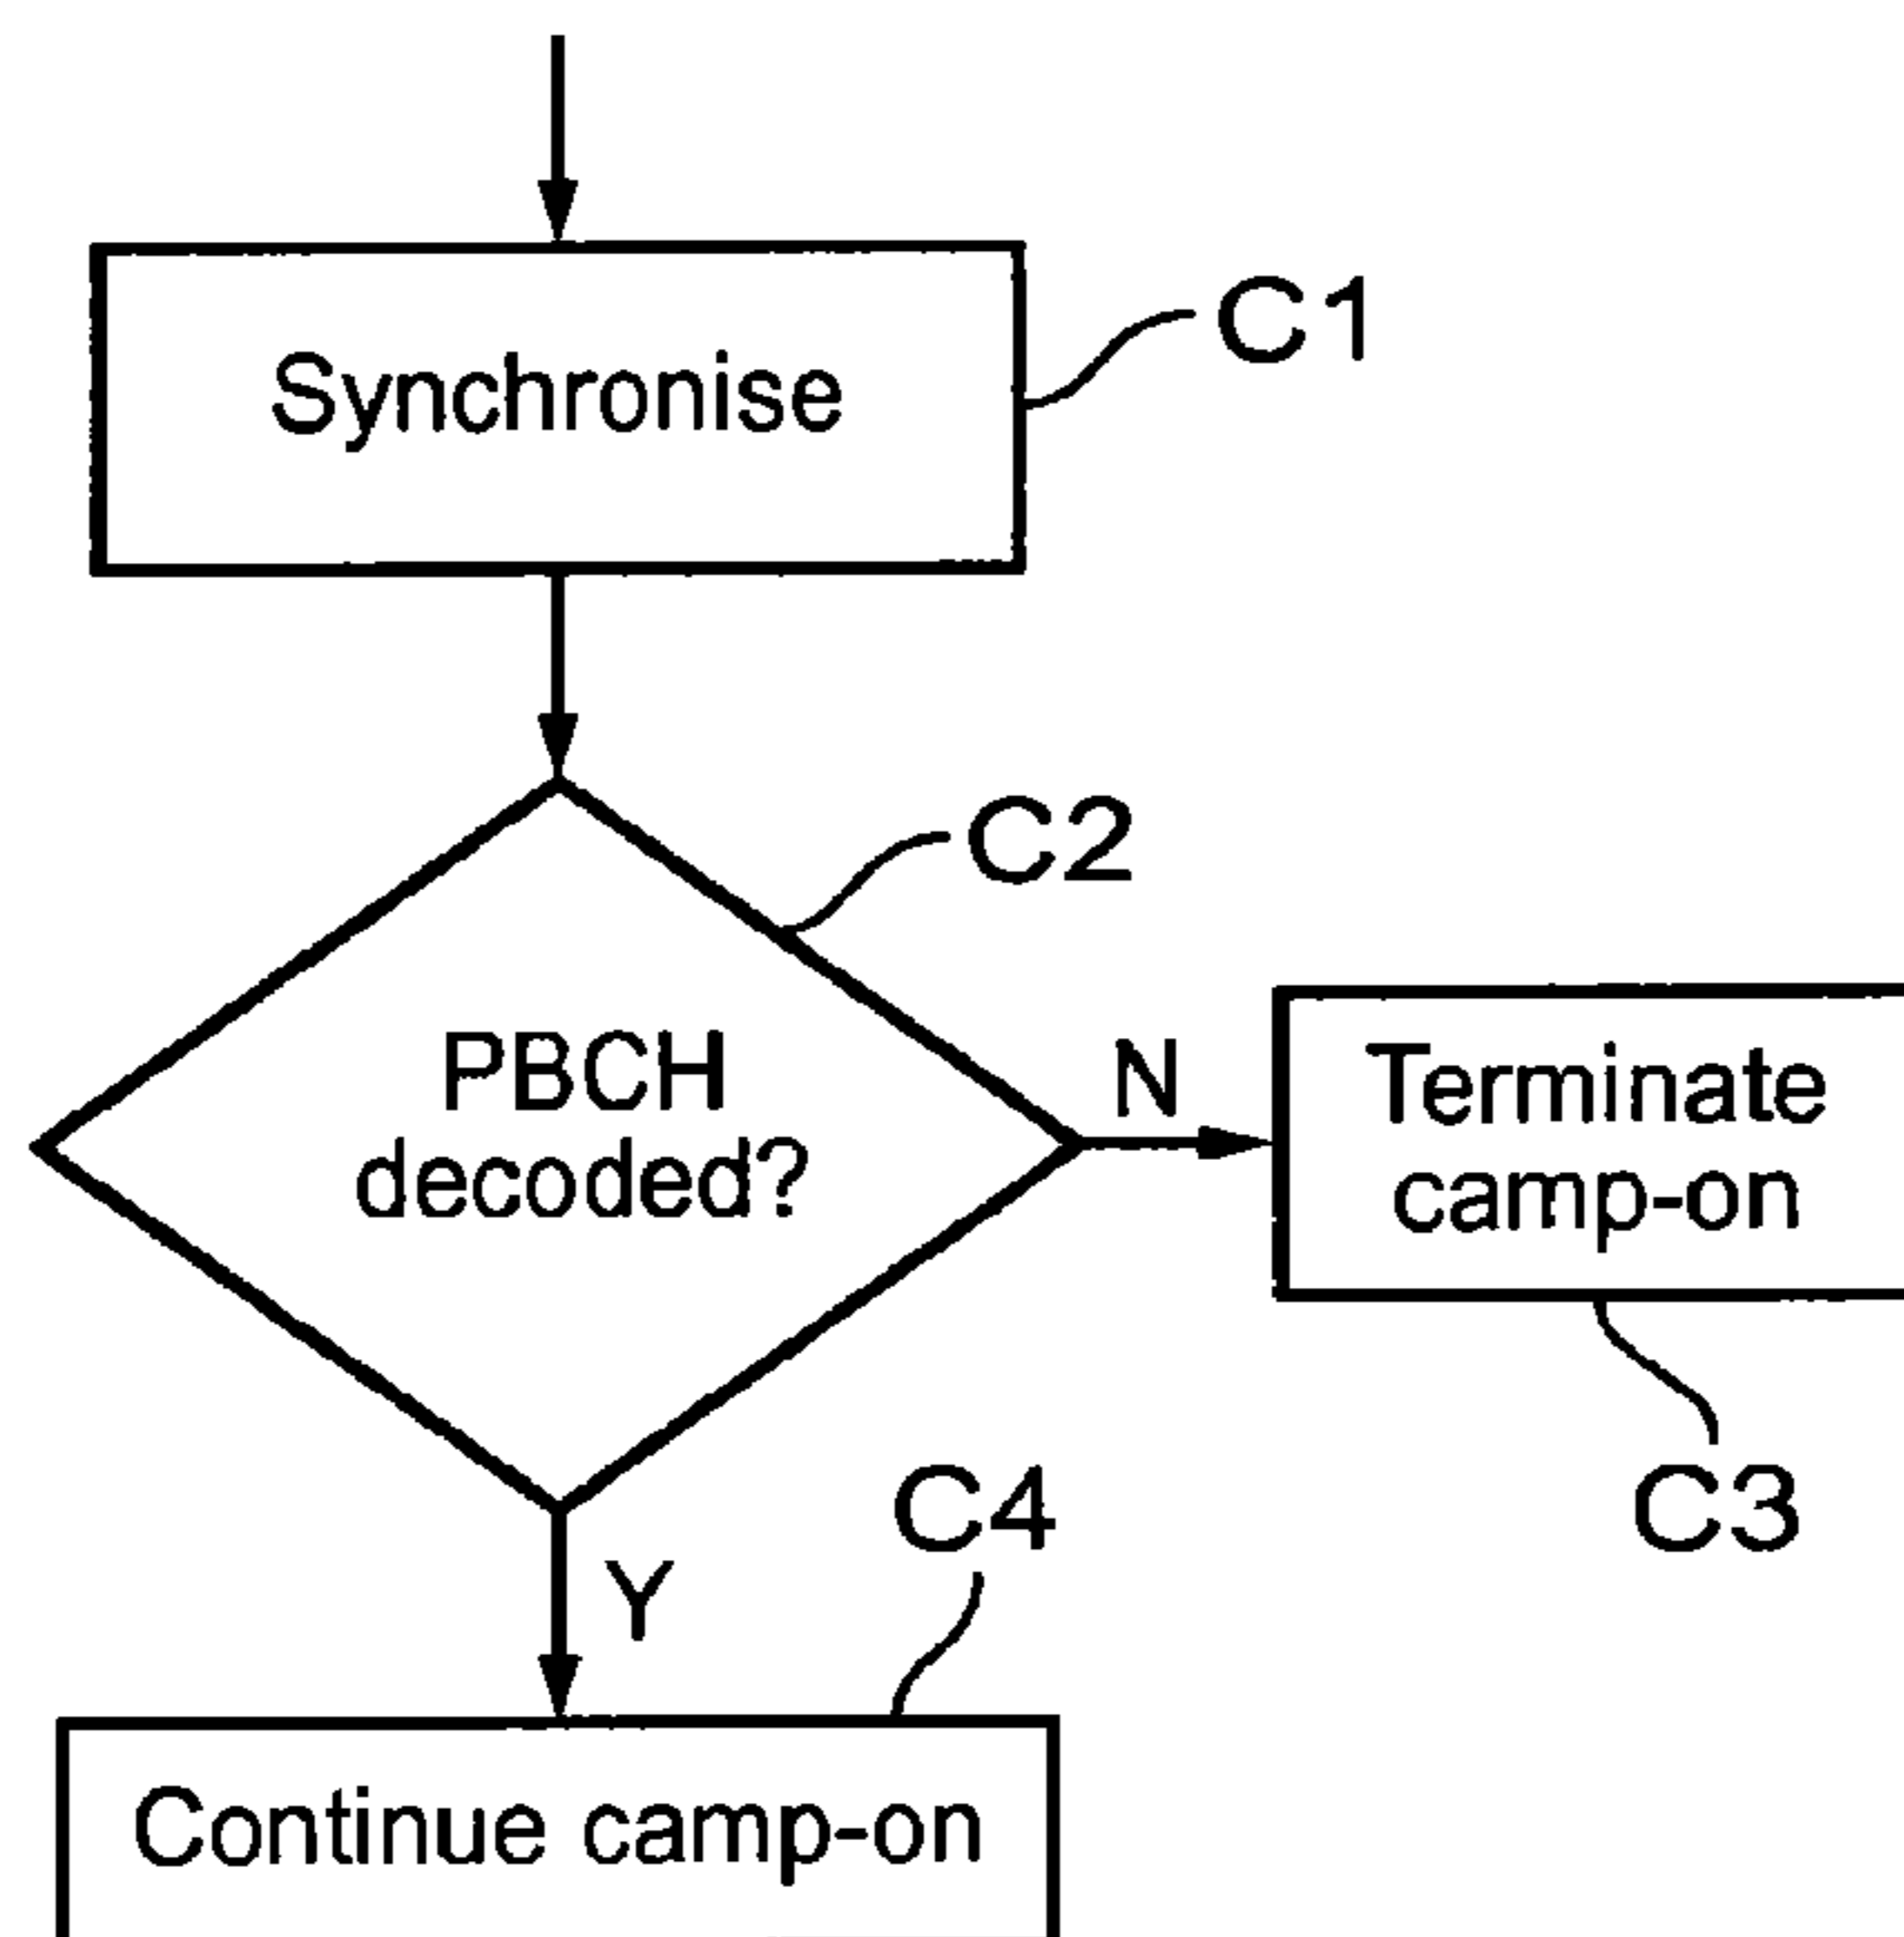 Synchronise
C1
C2
PBCH
decoded?
N
Terminate
camp-on
C3
C4
Y
Continue camp-on